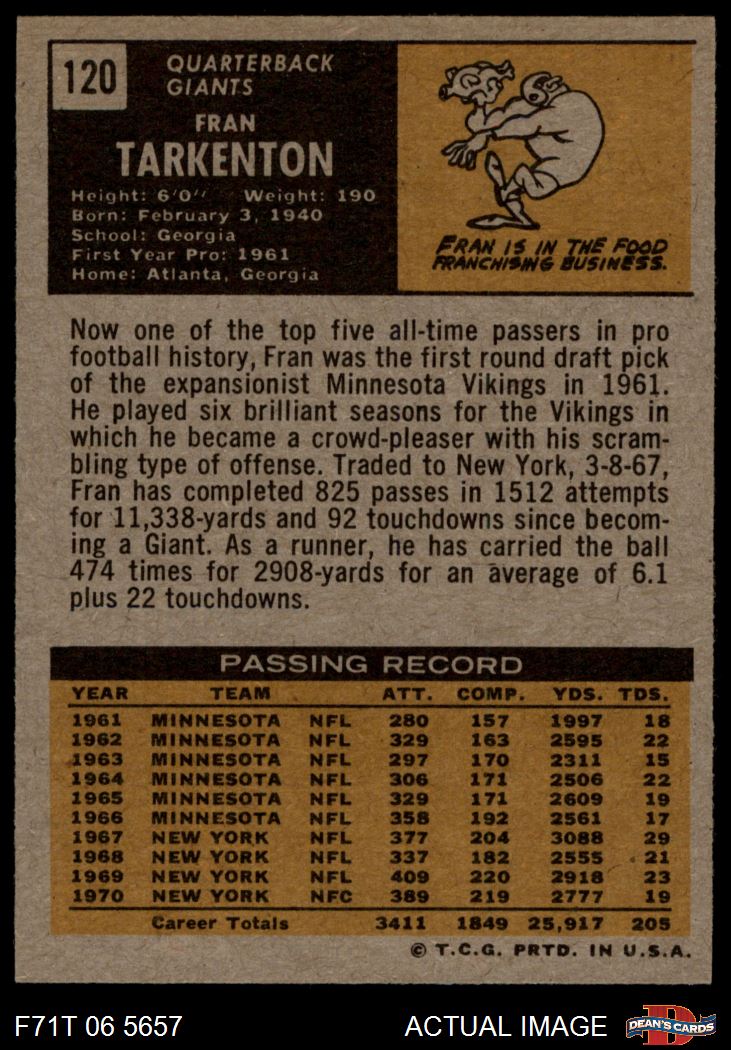 120
QUARTERBACK
GIANTS
FRAN
TARKENTON
Height: 6'0" Weight: 190
Born: February 3, 1940
School: Georgia
First Year Pro: 1961
Home: Atlanta, Georgia
FRAN IS IN THE FOOD
FRANCHISING BUSINESS.
Now one of the top five all-time passers in pro
football history, Fran was the first round draft pick
of the expansionist Minnesota Vikings in 1961.
He played six brilliant seasons for the Vikings in
which he became a crowd-pleaser with his scram-
bling type of offense. Traded to New York, 3-8-67,
Fran has completed 825 passes in 1512 attempts
for 11,338-yards and 92 touchdowns since becom-
ing a Giant. As a runner, he has carried the ball
474 times for 2908-yards for an average of 6.1
plus 22 touchdowns.
PASSING RECORD
YEAR TEAM ATT. COMP. YDS. TDS.
1961 MINNESOTA NFL 280 157 1997 18
1962 MINNESOTA NFL 329 163 2595 22
1963 MINNESOTA NFL 297 170 2311 15
1964 MINNESOTA NFL 306 171 2506 22
1965 MINNESOTA NFL 329 171 2609 19
1966 MINNESOTA NFL 358 192 2561 17
1967 NEW YORK NFL 377 204 3088 29
1968 NEW YORK NFL 337 182 2555 21
1969 NEW YORK NFL 409 220 2918 23
1970 NEW YORK NFC 389 219 2777 19
Career Totals 3411 1849 25,917 205
© T.C.G. PRTD. IN U.S.A.
F71T 06 5657 ACTUAL IMAGE D DEAN'S CARDS